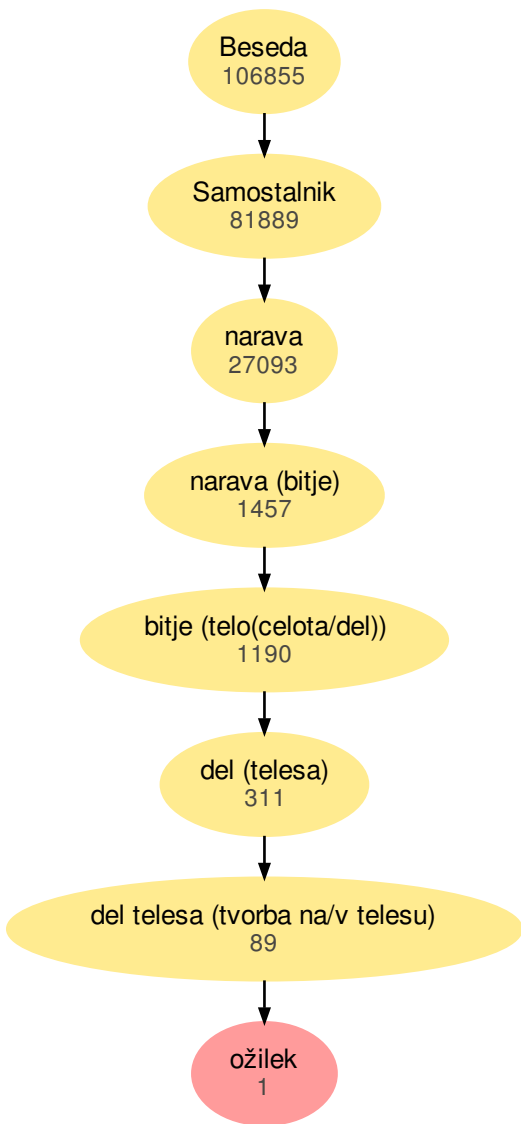 Beseda
106855
Samostalnik
81889
narava
27093
narava (bitje)
1457
bitje (telo(celota/del))
1190
del (telesa)
311
del telesa (tvorba na/v telesu)
89
ožilek
1